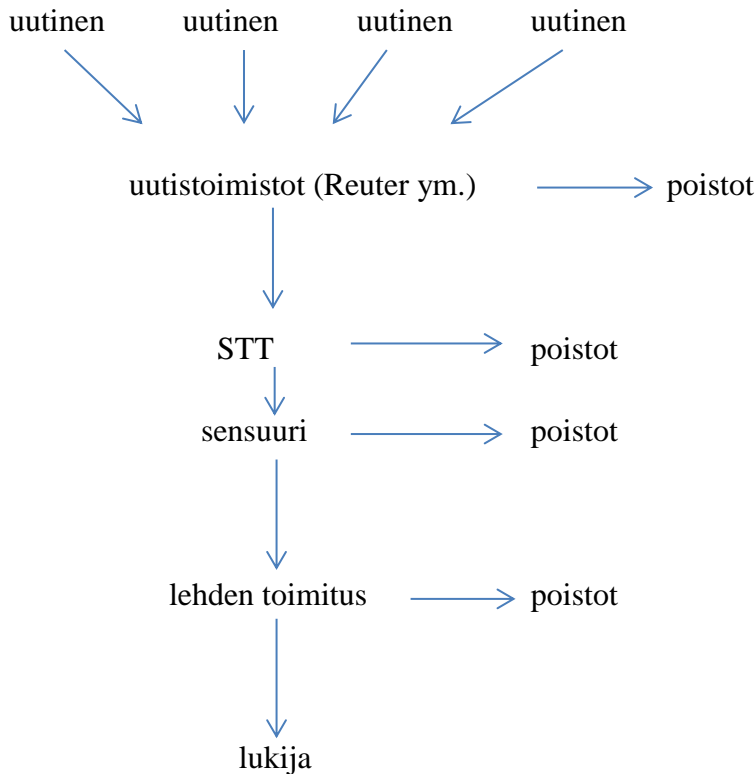 uutinen uutinen uutinen uutinen
uutistoimistot (Reuter ym.) poistot
STT poistot
sensuuri poistot
lehden toimitus poistot
lukija